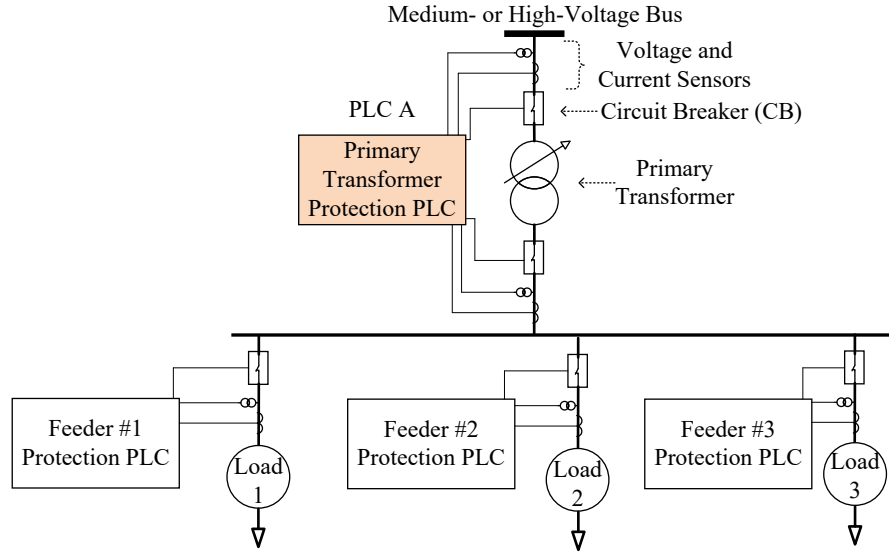 Medium- or High-Voltage Bus
Voltage and
Current Sensors
Circuit Breaker (CB)
PLC A
Primary
Transformer
Protection PLC
Primary
Transformer
Feeder #1
Protection PLC
Load
1
Feeder #2
Protection PLC
Load
2
Feeder #3
Protection PLC
Load
3